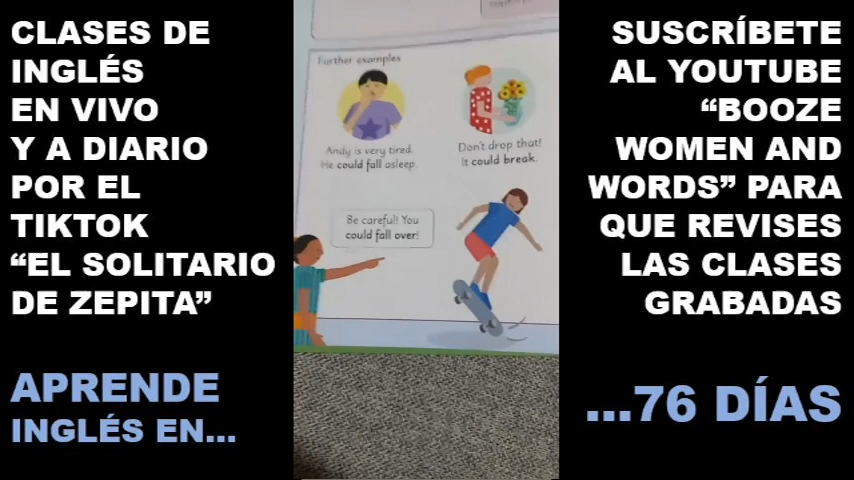 CLASES DE
INGLÉS
EN VIVO
Y A DIARIO
POR EL
TIKTOK
“EL SOLITARIO
DE ZEPITA”
APRENDE
INGLÉS EN...
Further examples
Andy is very tired.
He could fall asleep.
Don't drop that!
It could break.
Be careful! You
could fall over!
SUSCRÍBETE
AL YOUTUBE
“BOOZE
WOMEN AND
WORDS” PARA
QUE REVISES
LAS CLASES
GRABADAS
...76 DÍAS